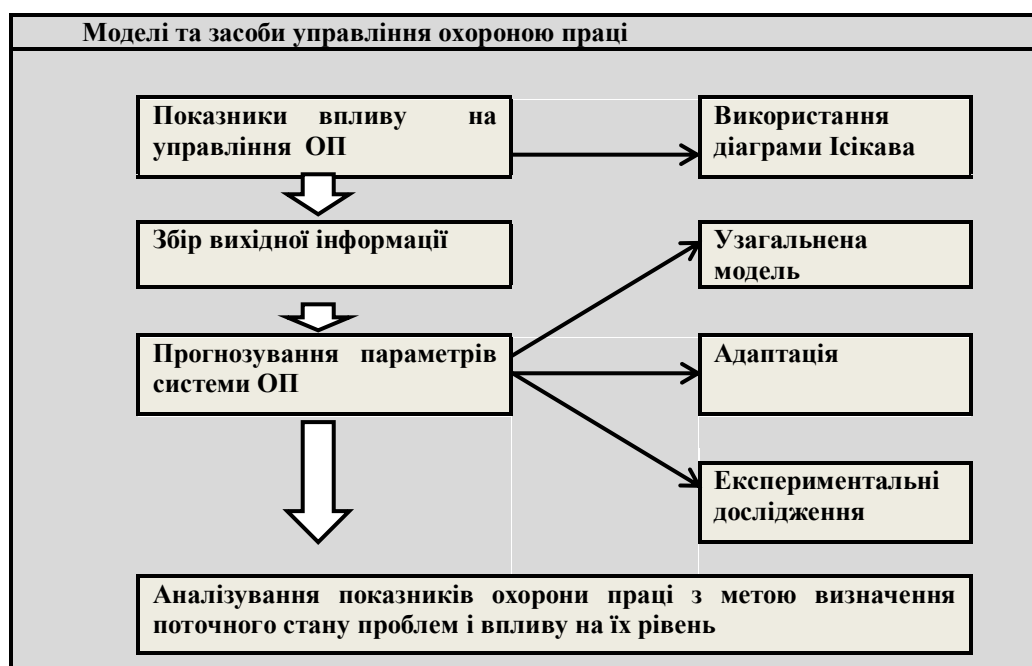 Моделі та засоби управління охороною праці
Показники впливу на
управління ОП
Використання
діаграми Ісікава
Збір вихідної інформації
Узагальнена
модель
Прогнозування параметрів
системи ОП
Адаптація
Експериментальні
дослідження
Аналізування показників охорони праці з метою визначення
поточного стану проблем і впливу на їх рівень